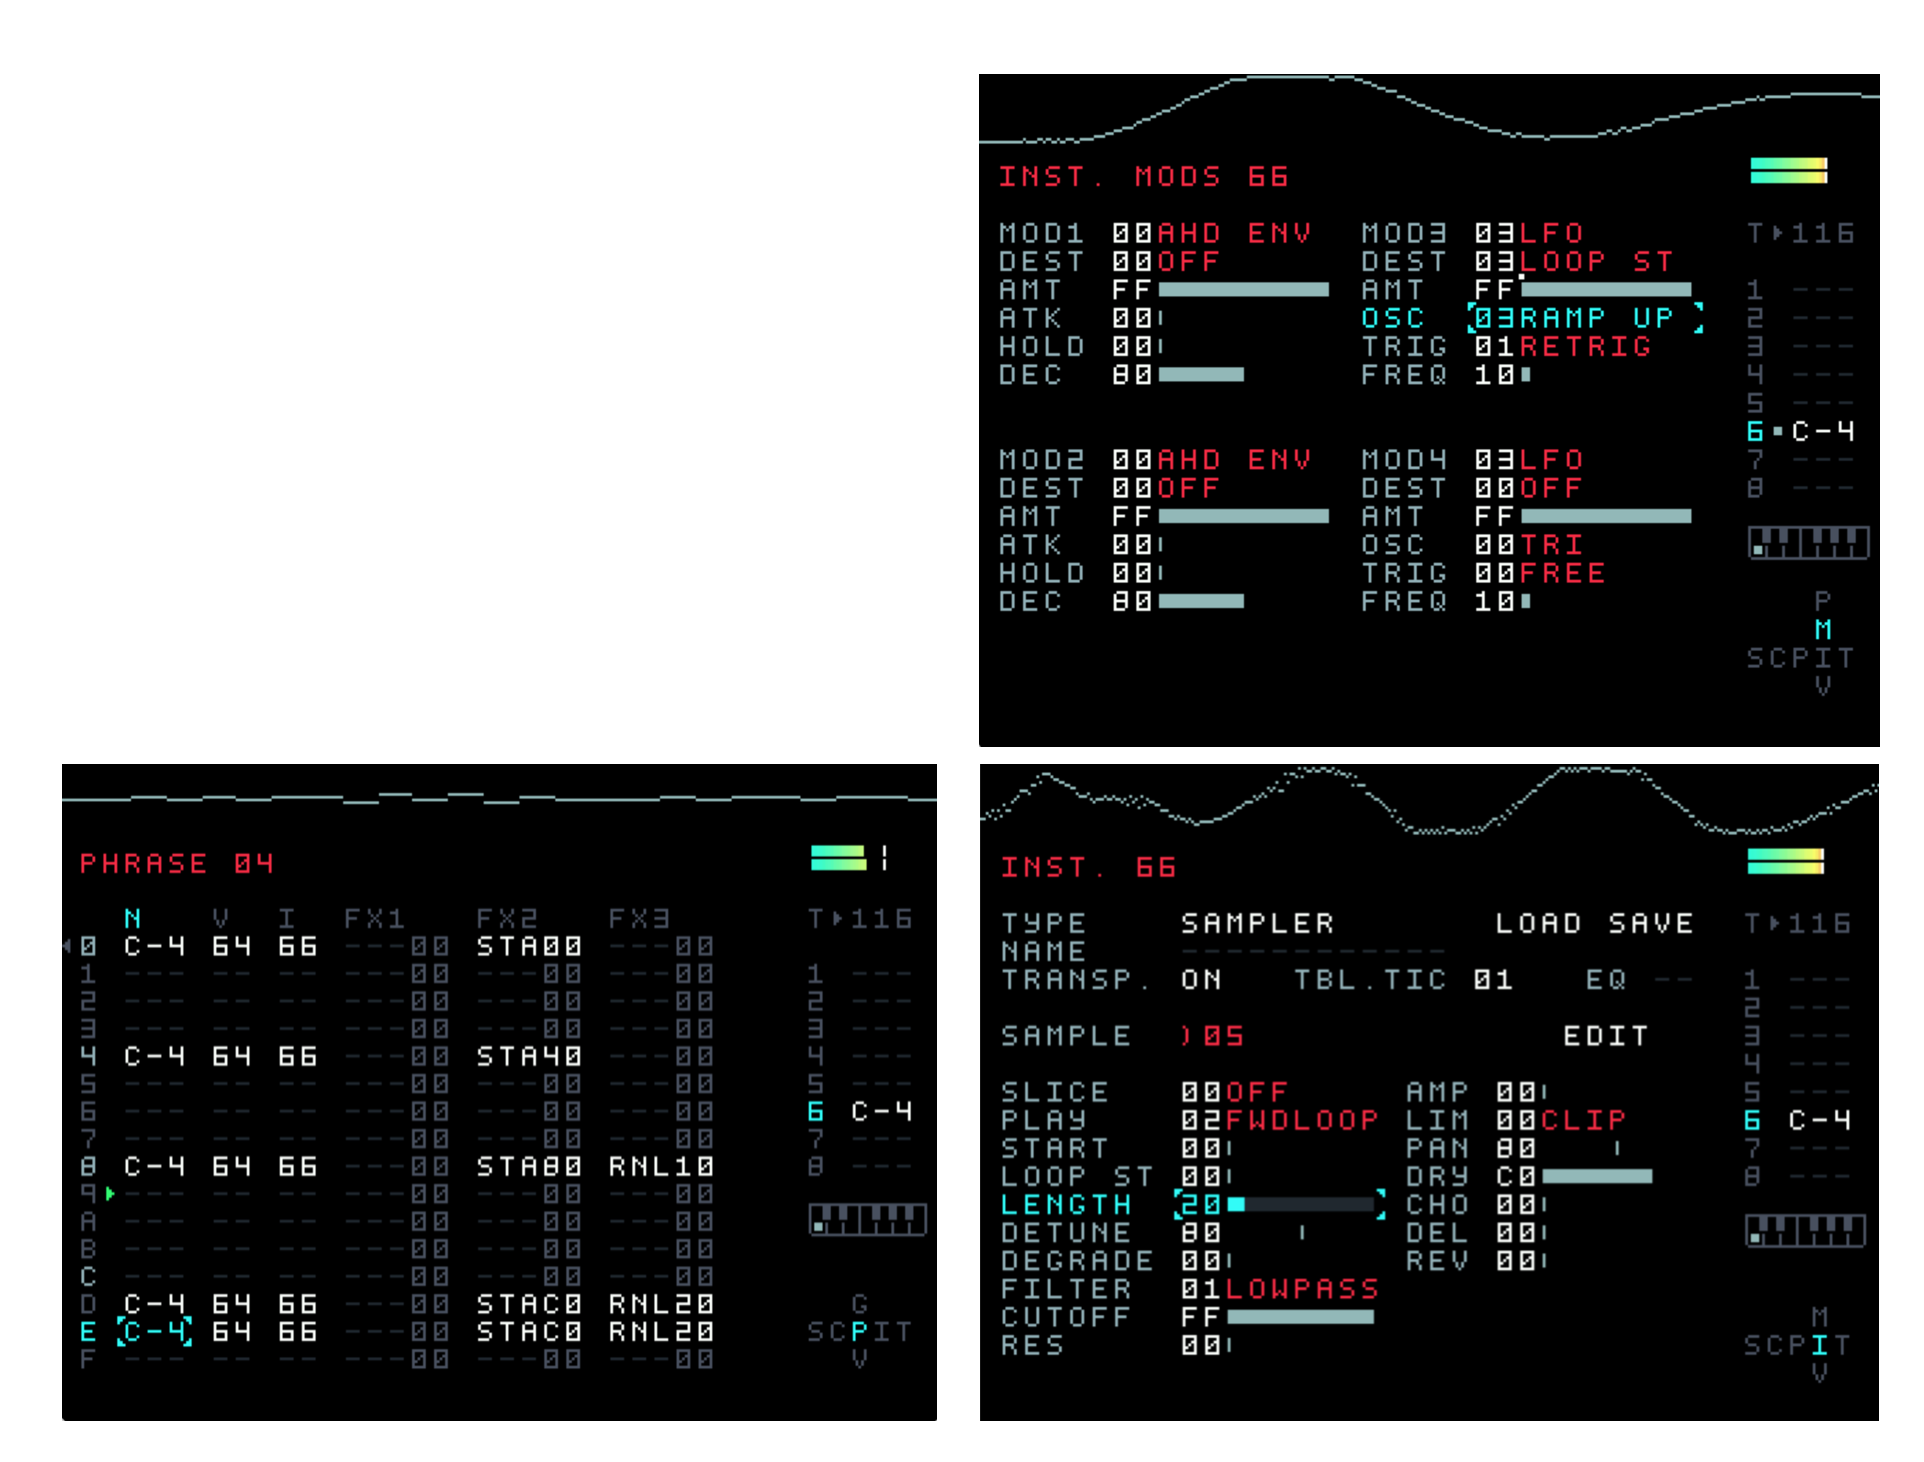 INST. MODS 66
MOD1 00AHD ENV MOD3 03LFO T▸116
DEST 00OFF DEST 03LOOP ST
AMT FF AMT FF 1 ---
ATK 00 OSC 03RAMP UP 2 ---
HOLD 00 TRIG 01RETRIG 3 ---
DEC 80 FREQ 10 4 ---
5 ---
6 C-4
MOD2 00AHD ENV MOD4 03LFO 7 ---
DEST 00OFF DEST 00OFF 8 ---
AMT FF AMT FF
ATK 00 OSC 00TRI
HOLD 00 TRIG 00FREE
DEC 80 FREQ 10 P
M
SCPIT
V
PHRASE 04
N V I FX1 FX2 FX3 T▸116
0 C-4 64 66 ---00 STA00 ---00
1 --- -- -- ---00 ---00 ---00 1 ---
2 --- -- -- ---00 ---00 ---00 2 ---
3 --- -- -- ---00 ---00 ---00 3 ---
4 C-4 64 66 ---00 STA40 ---00 4 ---
5 --- -- -- ---00 ---00 ---00 5 ---
6 --- -- -- ---00 ---00 ---00 6 C-4
7 --- -- -- ---00 ---00 ---00 7 ---
8 C-4 64 66 ---00 STA80 RNL10 8 ---
9 --- -- -- ---00 ---00 ---00
A --- -- -- ---00 ---00 ---00
B --- -- -- ---00 ---00 ---00
C --- -- -- ---00 ---00 ---00
D C-4 64 66 ---00 STAC0 RNL20 G
E C-4 64 66 ---00 STAC0 RNL20 SCPIT
F --- -- -- ---00 ---00 ---00 V
INST. 66
TYPE SAMPLER LOAD SAVE T▸116
NAME ------------
TRANSP. ON TBL.TIC 01 EQ -- 1 ---
2 ---
SAMPLE )05 EDIT 3 ---
4 ---
SLICE 00OFF AMP 00 5 ---
PLAY 02FWDLOOP LIM 00CLIP 6 C-4
START 00 PAN 80 7 ---
LOOP ST 00 DRY C0 8 ---
LENGTH 20 CHO 00
DETUNE 80 DEL 00
DEGRADE 00 REV 00
FILTER 01LOWPASS
CUTOFF FF M
RES 00 SCPIT
V